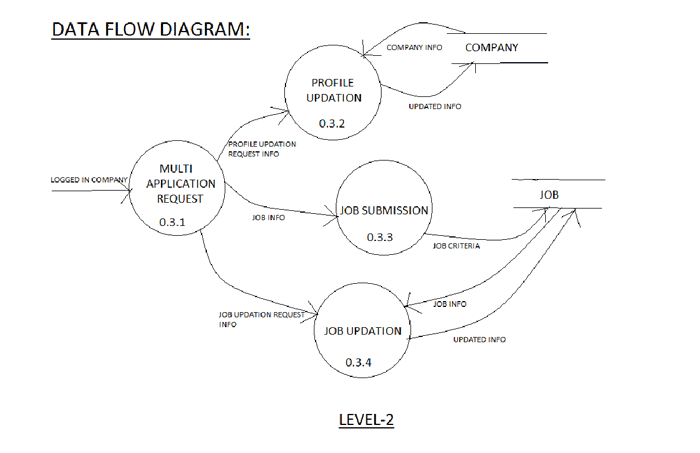 DATA FLOW DIAGRAM:
COMPANY INFO
COMPANY
PROFILE
UPDATION
0.3.2
UPDATED INFO
PROFILE UPDATION
REQUEST INFO
LOGGED IN COMPANY
MULTI
APPLICATION
REQUEST
0.3.1
JOB INFO
JOB SUBMISSION
0.3.3
JOB
JOB CRITERIA
JOB UPDATION REQUEST
INFO
JOB UPDATION
0.3.4
JOB INFO
UPDATED INFO
LEVEL-2